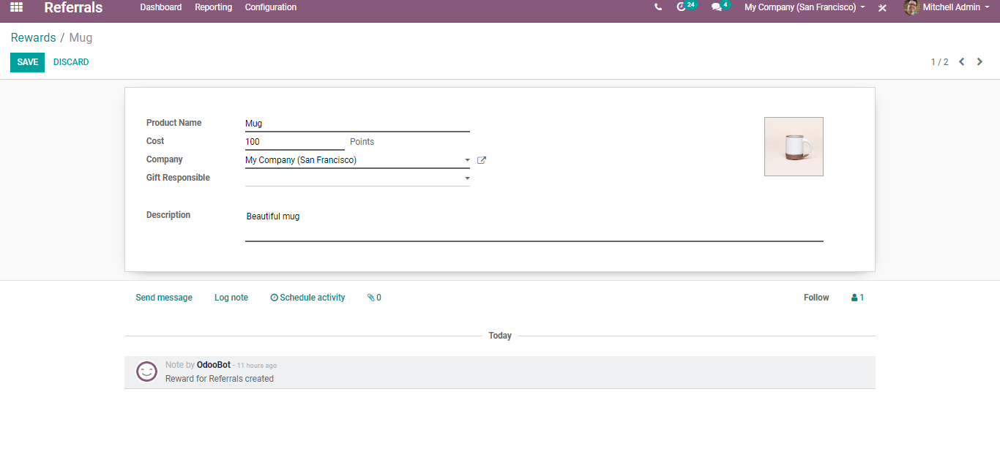 Referrals Dashboard Reporting Configuration 24 4 My Company (San Francisco) Mitchell Admin
Rewards / Mug
SAVE DISCARD 1 / 2
Product Name Mug
Cost 100 Points
Company My Company (San Francisco)
Gift Responsible
Description Beautiful mug
Send message Log note Schedule activity 0 Follow 1
Today
Note by OdooBot - 11 hours ago
Reward for Referrals created